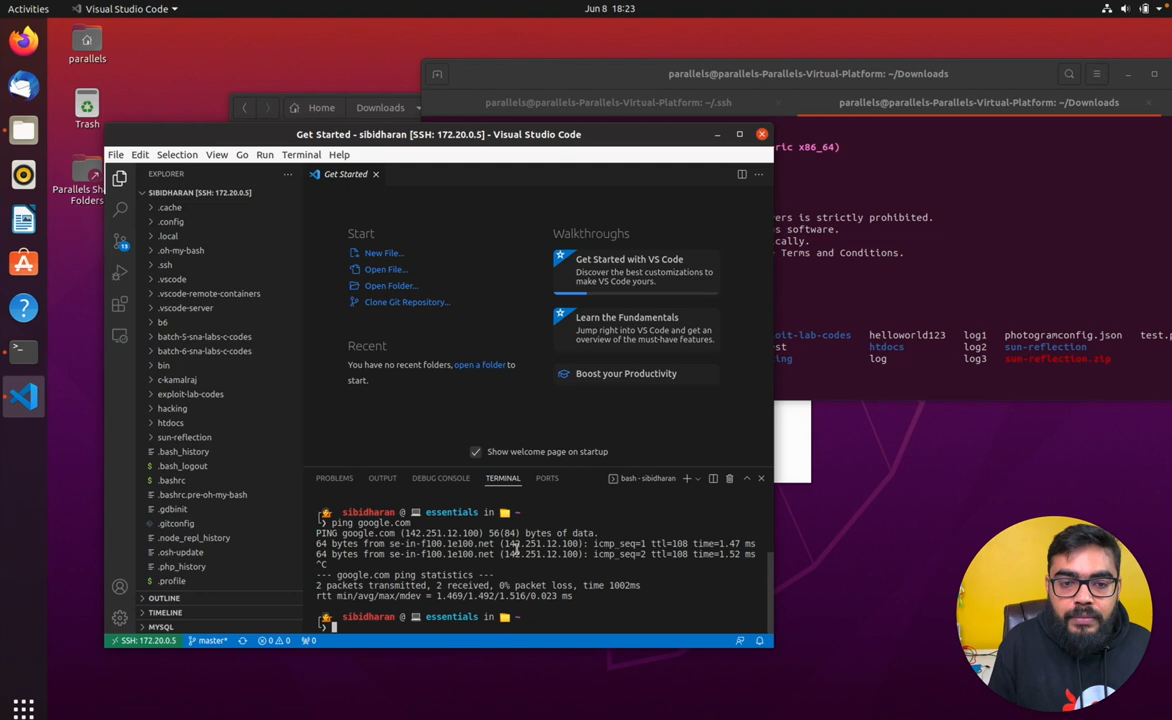 Activities
Visual Studio Code
Jun 8 18:23
parallels
Trash
Parallels Sha
Folders
parallels@parallels-Parallels-Virtual-Platform: ~/Downloads
Home
Downloads
parallels@parallels-Parallels-Virtual-Platform: ~/.ssh
parallels@parallels-Parallels-Virtual-Platform: ~/Downloads
ric x86_64)
ers is strictly prohibited.
s software.
cally.
Terms and Conditions.
oit-lab-codes helloworld123 log1 photogramconfig.json test.p
st htdocs log2 sun-reflection
ing log log3 sun-reflection.zip
Get Started - sibidharan [SSH: 172.20.0.5] - Visual Studio Code
File Edit Selection View Go Run Terminal Help
EXPLORER
SIBIDHARAN [SSH: 172.20.0.5]
.cache
.config
.local
.oh-my-bash
.ssh
.vscode
.vscode-remote-containers
.vscode-server
b6
batch-5-sna-labs-c-codes
batch-6-sna-labs-c-codes
bin
c-kamalraj
exploit-lab-codes
hacking
htdocs
sun-reflection
.bash_history
.bash_logout
.bashrc
.bashrc.pre-oh-my-bash
.gdbinit
.gitconfig
.node_repl_history
.osh-update
.php_history
.profile
OUTLINE
TIMELINE
MYSQL
13
Get Started
Start
New File...
Open File...
Open Folder...
Clone Git Repository...
Recent
You have no recent folders, open a folder to
start.
Walkthroughs
Get Started with VS Code
Discover the best customizations to
make VS Code yours.
Learn the Fundamentals
Jump right into VS Code and get an
overview of the must-have features.
Boost your Productivity
Show welcome page on startup
PROBLEMS OUTPUT DEBUG CONSOLE TERMINAL PORTS
bash - sibidharan
sibidharan @ essentials in ~
ping google.com
PING google.com (142.251.12.100) 56(84) bytes of data.
64 bytes from se-in-f100.1e100.net (142.251.12.100): icmp_seq=1 ttl=108 time=1.47 ms
64 bytes from se-in-f100.1e100.net (142.251.12.100): icmp_seq=2 ttl=108 time=1.52 ms
^C
--- google.com ping statistics ---
2 packets transmitted, 2 received, 0% packet loss, time 1002ms
rtt min/avg/max/mdev = 1.469/1.492/1.516/0.023 ms
sibidharan @ essentials in ~
SSH: 172.20.0.5 master* 0 0 0